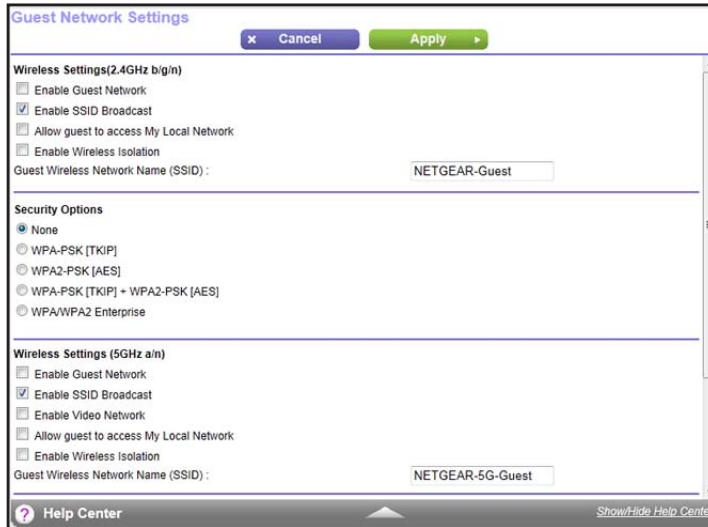 Guest Network Settings
Cancel
Apply
Wireless Settings(2.4GHz b/g/n)
Enable Guest Network
Enable SSID Broadcast
Allow guest to access My Local Network
Enable Wireless Isolation
Guest Wireless Network Name (SSID) : NETGEAR-Guest
Security Options
None
WPA-PSK [TKIP]
WPA2-PSK [AES]
WPA-PSK [TKIP] + WPA2-PSK [AES]
WPA/WPA2 Enterprise
Wireless Settings (5GHz a/n)
Enable Guest Network
Enable SSID Broadcast
Enable Video Network
Allow guest to access My Local Network
Enable Wireless Isolation
Guest Wireless Network Name (SSID) : NETGEAR-5G-Guest
? Help Center Show/Hide Help Cente